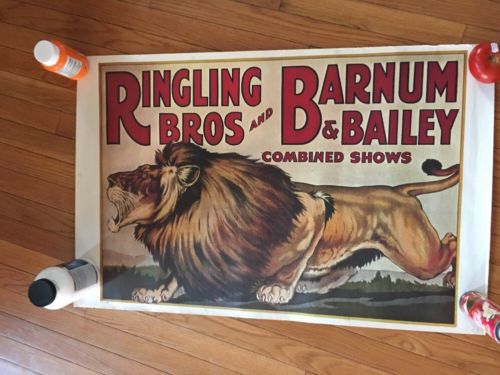 RINGLING BARNUM
BROS AND & BAILEY
COMBINED SHOWS